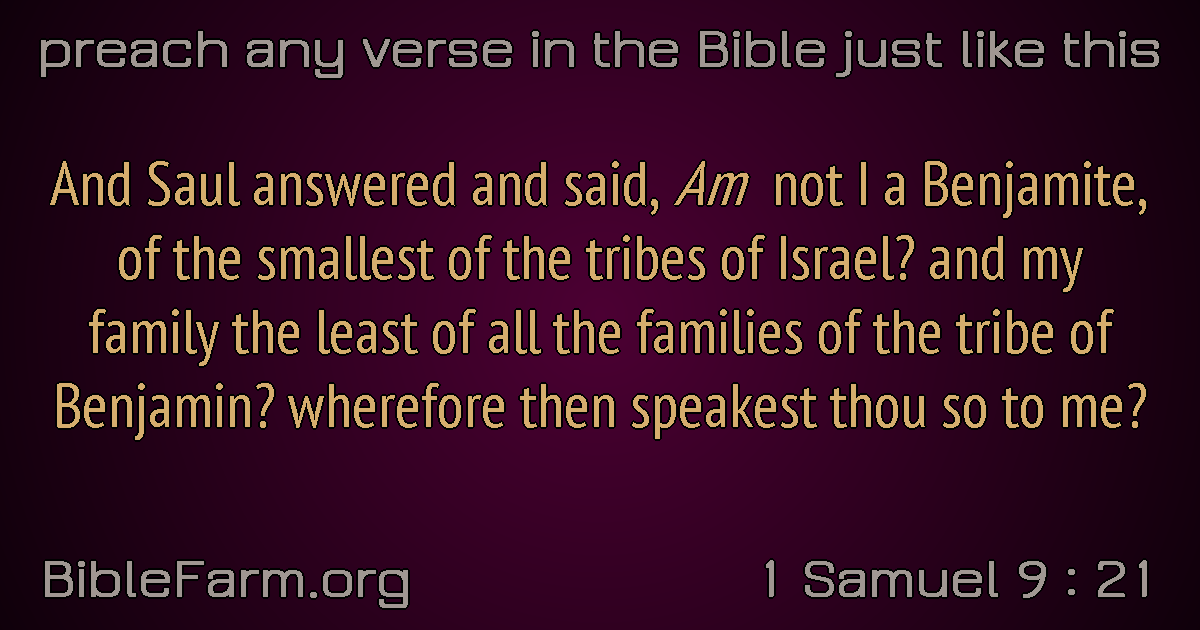 preach any verse in the Bible just like this
And Saul answered and said, Am not I a Benjamite,
of the smallest of the tribes of Israel? and my
family the least of all the families of the tribe of
Benjamin? wherefore then speakest thou so to me?
BibleFarm.org
1 Samuel 9 : 21